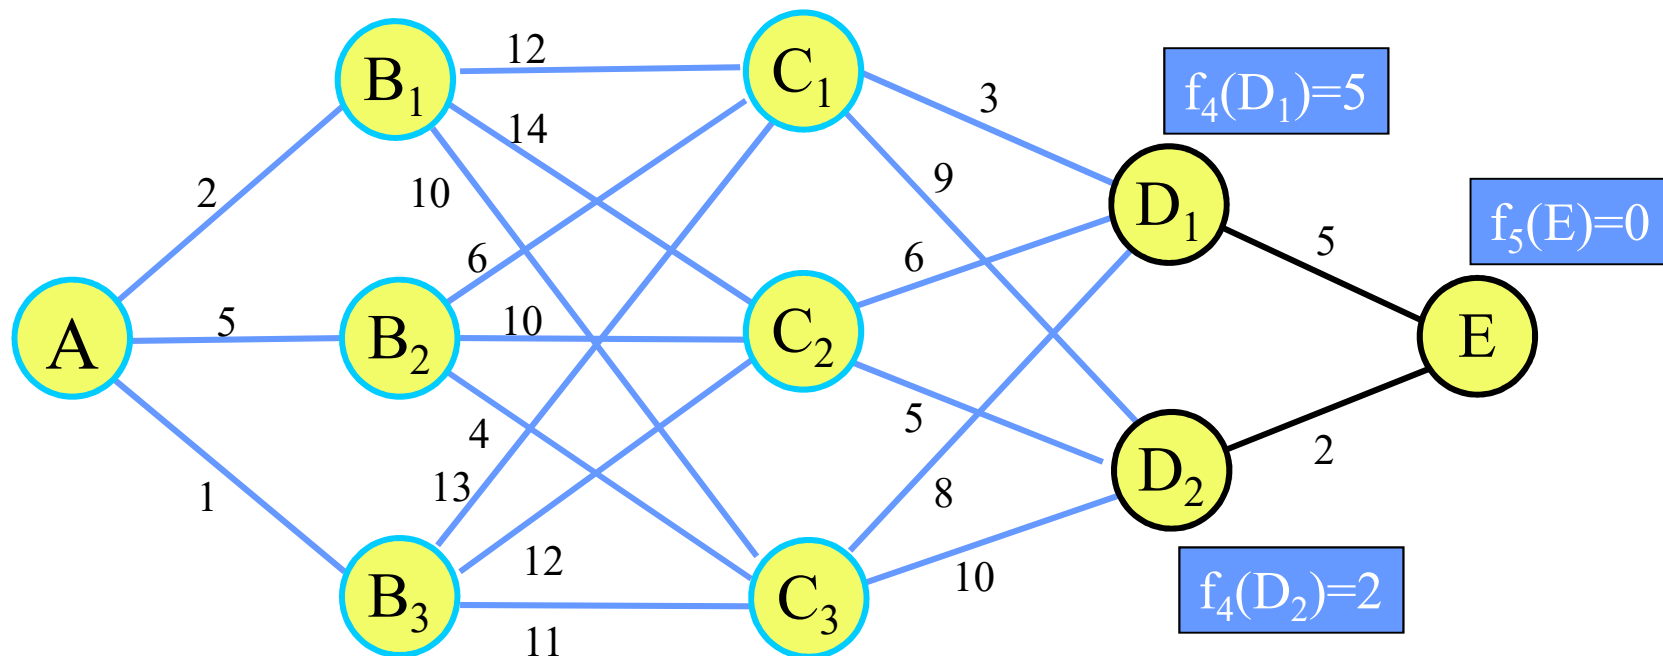 12
B₁
C₁
3
f₄(D₁)=5
14
2
10
9
D₁
f₅(E)=0
6
6
5
A
5
B₂
10
C₂
E
4
5
2
13
D₂
1
8
12
10
B₃
C₃
f₄(D₂)=2
11